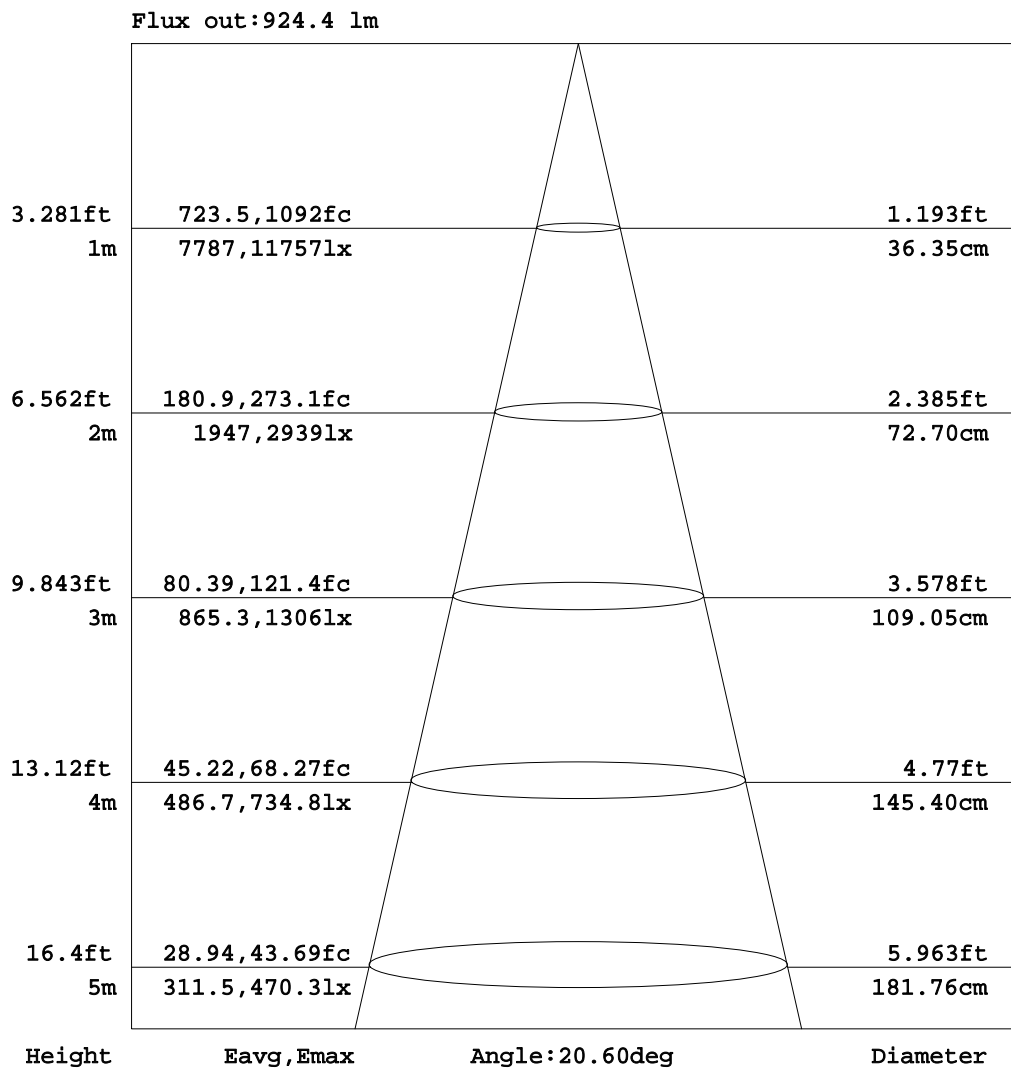 Flux out:924.4 lm
3.281ft 723.5,1092fc 1.193ft
1m 7787,11757lx 36.35cm
6.562ft 180.9,273.1fc 2.385ft
2m 1947,2939lx 72.70cm
9.843ft 80.39,121.4fc 3.578ft
3m 865.3,1306lx 109.05cm
13.12ft 45.22,68.27fc 4.77ft
4m 486.7,734.8lx 145.40cm
16.4ft 28.94,43.69fc 5.963ft
5m 311.5,470.3lx 181.76cm
Height Eavg,Emax Angle:20.60deg Diameter